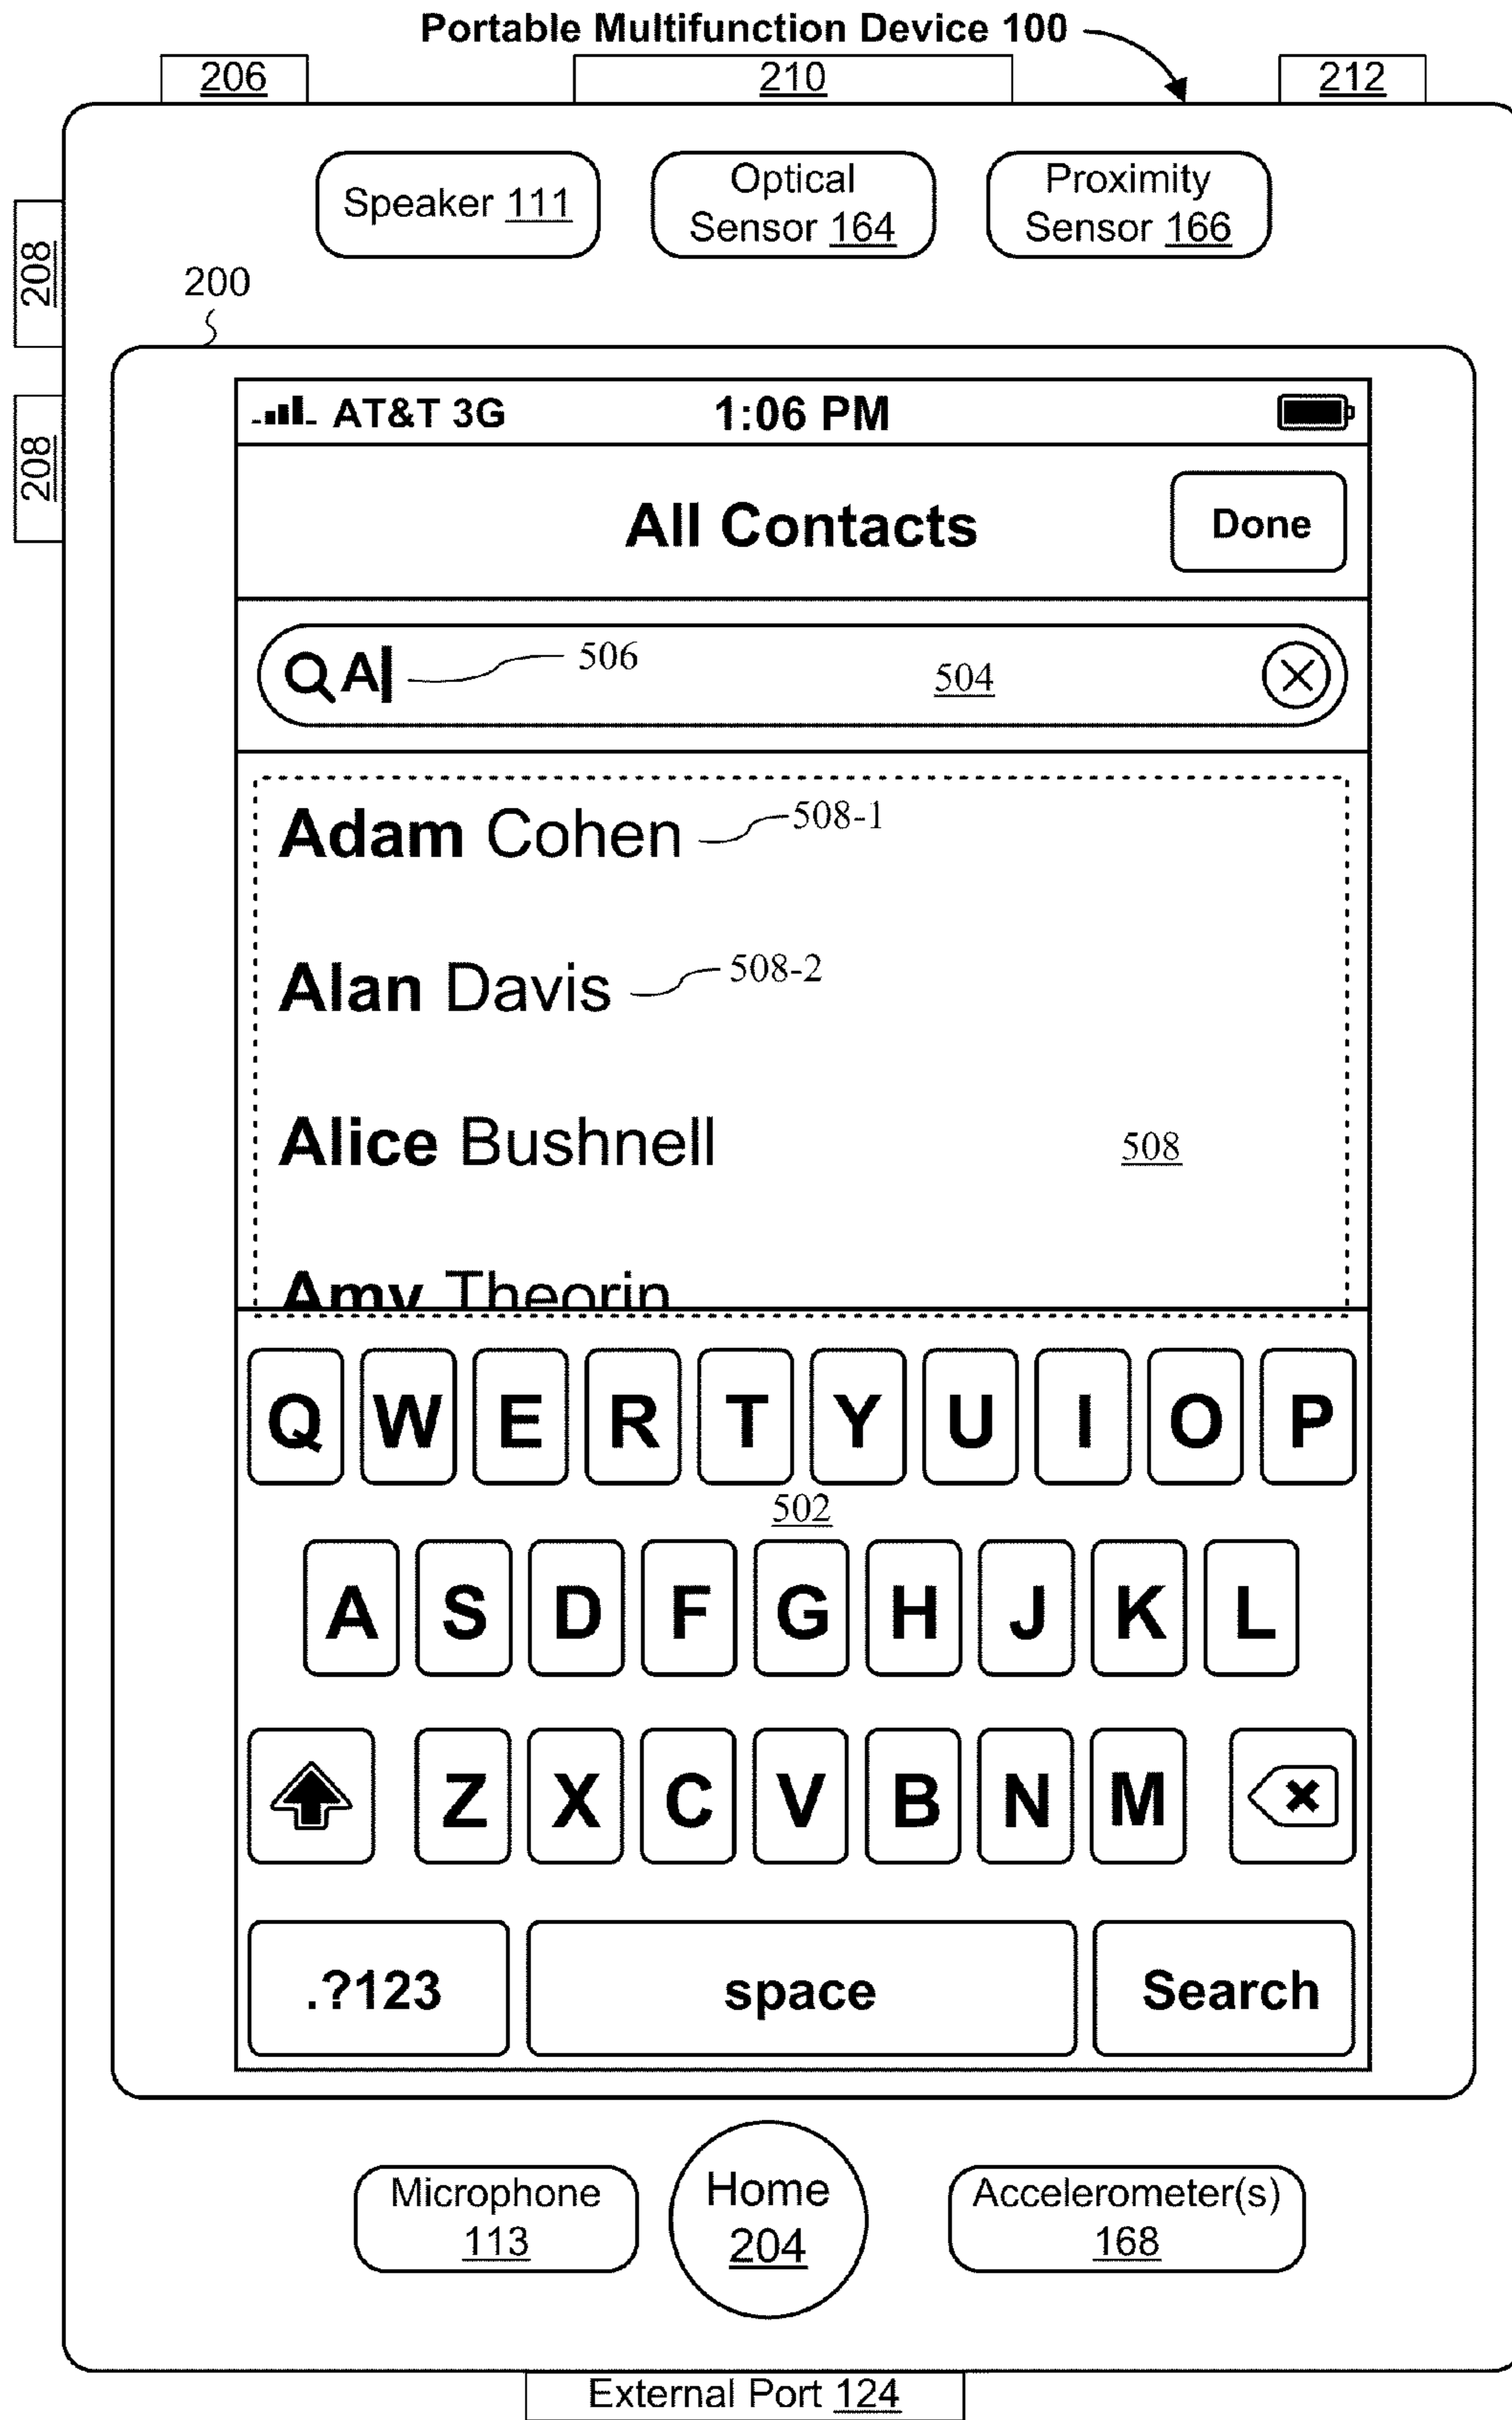 Portable Multifunction Device 100
206 210 212
Speaker 111
Optical
Sensor 164
Proximity
Sensor 166
208
200
208
AT&T 3G 1:06 PM
All Contacts Done
A 506 504
Adam Cohen 508-1
Alan Davis 508-2
Alice Bushnell 508
Amy Theorin
Q W E R T Y U I O P
502
A S D F G H J K L
Z X C V B N M
.?123 space Search
Microphone
113
Home
204
Accelerometer(s)
168
External Port 124